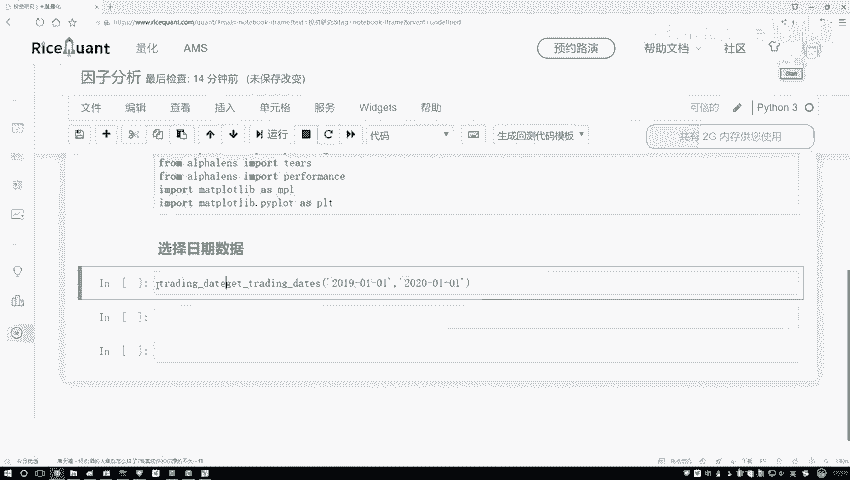 https://www.ricequant.com/quant
RiceQuant 量化 AMS 预约路演 帮助文档 社区
因子分析 最后检查: 14 分钟前 (未保存改变)
文件 编辑 查看 插入 单元格 服务 Widgets 帮助 可信的 Python 3
运行 代码 生成回测代码模板 共有 2G 内存供您使用
from alphalens import tears
from alphalens import performance
import matplotlib as mpl
import matplotlib.pyplot as plt
选择日期数据
In [ ]: trading_dateget_trading_dates('2019-01-01','2020-01-01')
In [ ]:
In [ ]: